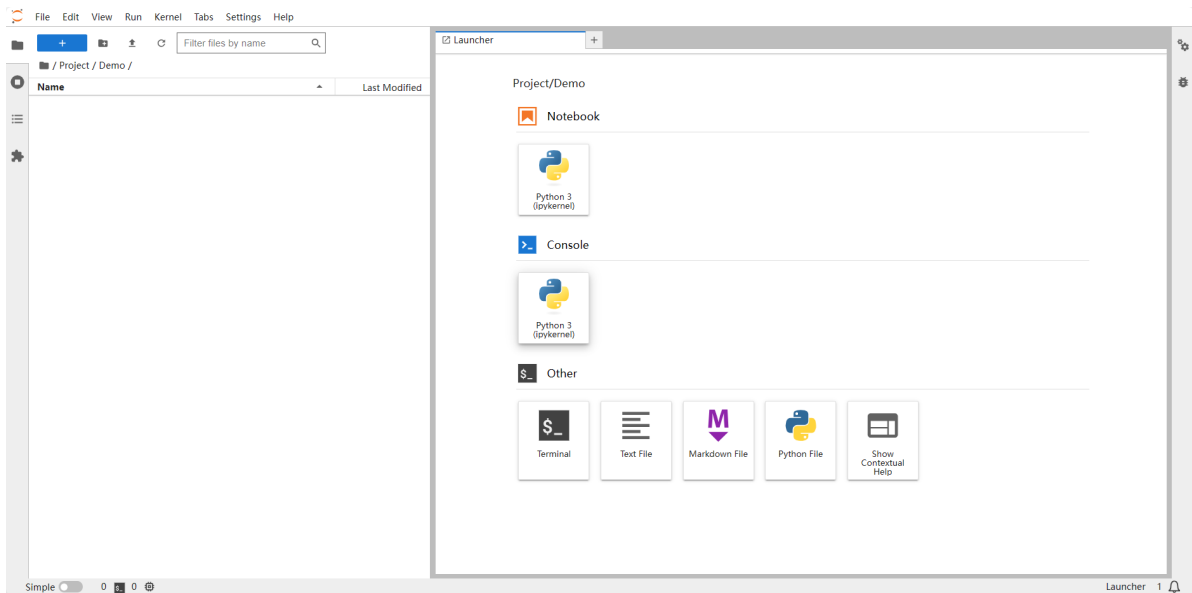 File Edit View Run Kernel Tabs Settings Help
+
Filter files by name
/ Project / Demo /
Name Last Modified
Launcher
+
Project/Demo
Notebook
Python 3
(ipykernel)
>_ Console
Python 3
(ipykernel)
$_ Other
$_
Terminal
Text File
M
Markdown File
Python File
Show
Contextual
Help
Simple 0 $_ 0
Launcher 1